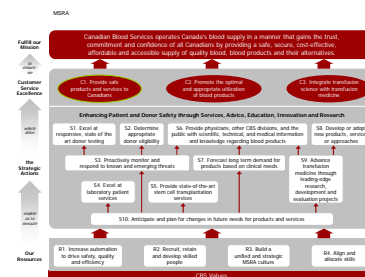 MSRA
Canadian Blood Services operates Canada's blood supply in a manner that gains the trust,
commitment and confidence of all Canadians by providing a safe, secure, cost-effective,
affordable and accessible supply of quality blood, blood products and their alternatives.
Fulfill our
Mission
to
ensure
we
Customer
Service
Excellence
C1. Provide safe
products and services to
Canadians
C2. Promote the optimal
and appropriate utilization
of blood products
C3. Integrate transfusion
science with transfusion
medicine
which
drive
Enhancing Patient and Donor Safety through Services, Advice, Education, Innovation and Research
S1. Excel at
responsive, state of the
art donor testing
S2. Determine
appropriate
donor eligibility
S6. Provide physicians, other CBS divisions, and the
public with scientific, technical, and medical information
and knowledge regarding blood products
S8. Develop or adopt
new products, services
or approaches
the
Strategic
Actions
S3. Proactively monitor and
respond to known and emerging threats
S7. Forecast long term demand for
products based on clinical needs
S9. Advance
transfusion
medicine through
leading-edge
research,
development and
evaluation projects
S4. Excel at
laboratory patient
services
S5. Provide state-of-the-art
stem cell transplantation
services
enable
us to
execute
S10. Anticipate and plan for changes in future needs for products and services
Our
Resources
R1. Increase automation
to drive safety, quality
and efficiency
R2. Recruit, retain
and develop skilled
people
R3. Build a
unified and strategic
MSRA culture
R4. Align and
allocate skills
CBS Values